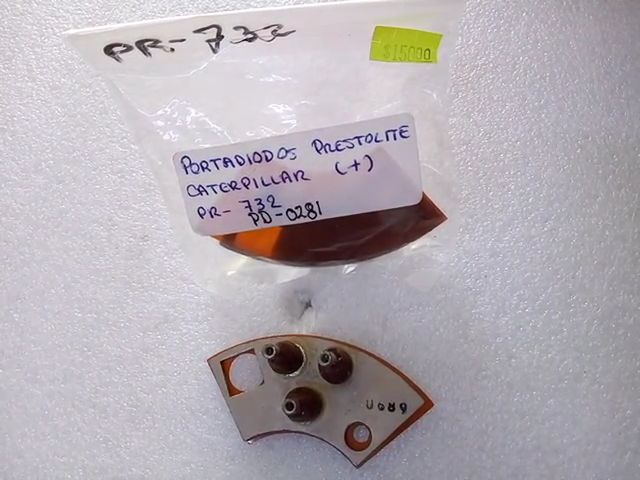 PR-732
$15000
PORTADIODOS PRESTOLITE
CATERPILLAR (+)
PR- 732
PD-0281